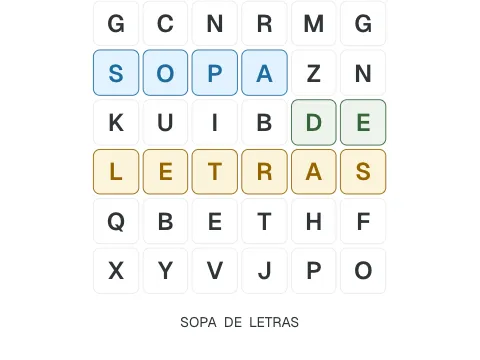 G C N R M G
S O P A Z N
K U I B D E
L E T R A S
Q B E T H F
X Y V J P O
SOPA DE LETRAS